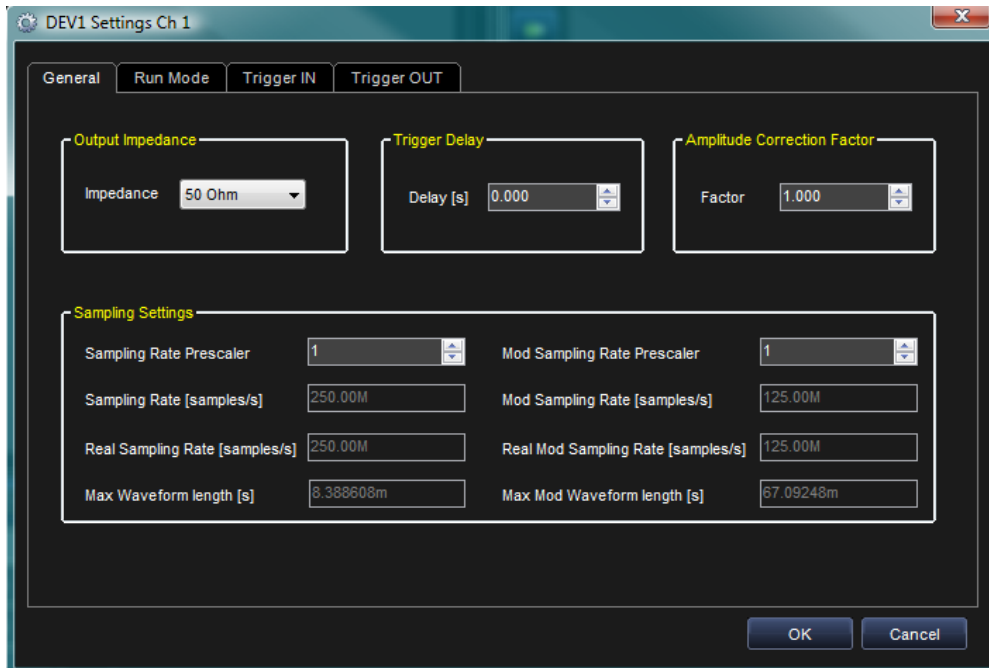 DEV1 Settings Ch 1
General Run Mode Trigger IN Trigger OUT
Output Impedance Trigger Delay Amplitude Correction Factor
Impedance 50 Ohm Delay [s] 0.000 Factor 1.000
Sampling Settings
Sampling Rate Prescaler 1 Mod Sampling Rate Prescaler 1
Sampling Rate [samples/s] 250.00M Mod Sampling Rate [samples/s] 125.00M
Real Sampling Rate [samples/s] 250.00M Real Mod Sampling Rate [samples/s] 125.00M
Max Waveform length [s] 8.388608m Max Mod Waveform length [s] 67.09248m
OK Cancel